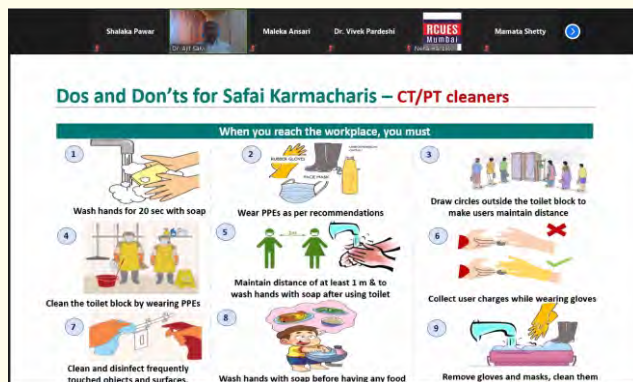 Shalaka Pawar
Maleka Ansari
Dr. Vivek Pardeshi
RCUES
Mumbai
Mamata Shetty
Dos and Don'ts for Safai Karmacharis – CT/PT cleaners
When you reach the workplace, you must
1
2
3
RUBBER GLOVES
FACE MASK
Wash hands for 20 sec with soap
Wear PPEs as per recommendations
Draw circles outside the toilet block to
make users maintain distance
4
5
6
Clean the toilet block by wearing PPEs
Maintain distance of at least 1 m & to
wash hands with soap after using toilet
Collect user charges while wearing gloves
7
8
9
Clean and disinfect frequently
touched objects and surfaces.
Wash hands with soap before having any food
Remove gloves and masks, clean them